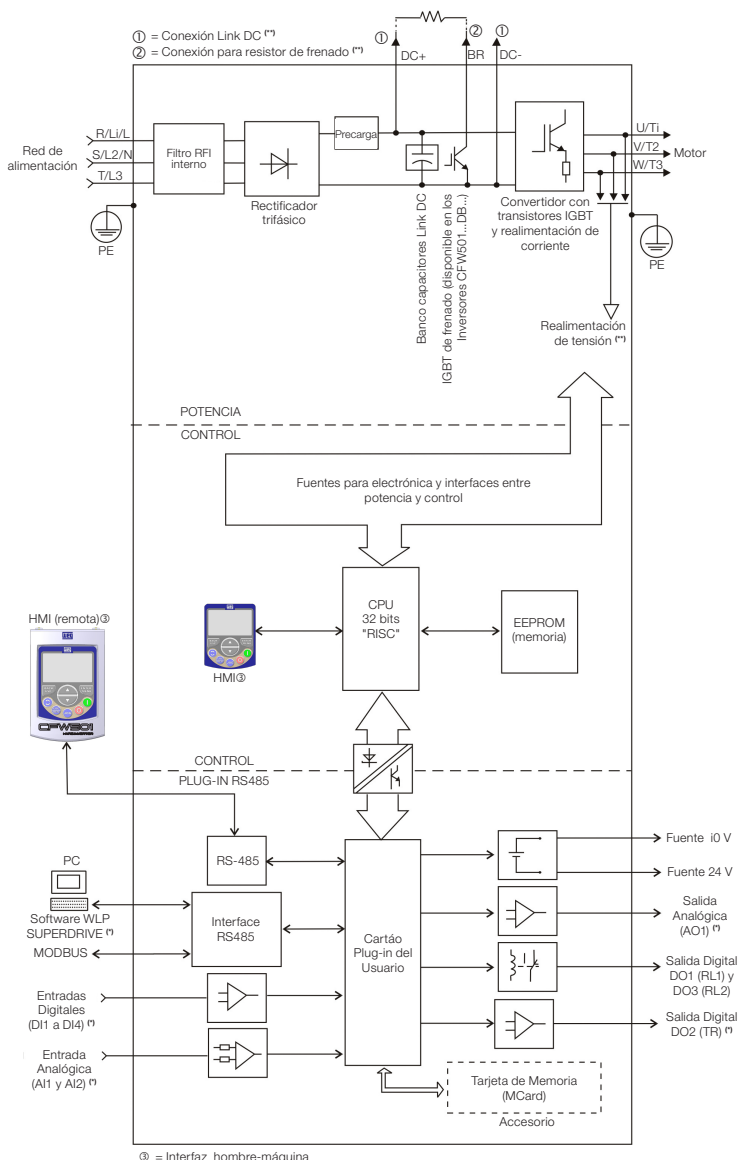 ① = Conexión Link DC (**)
② = Conexión para resistor de frenado (**)
①
②
①
DC+
BR
DC-
Red de
alimentación
R/Li/L
S/L2/N
T/L3
PE
Filtro RFI
interno
Rectificador
trifásico
Precarga
Banco capacitores Link DC
IGBT de frenado (disponible en los
Inversores CFW501...DB...)
Convertidor con
transistores IGBT
y realimentación de
corriente
U/Ti
V/T2
W/T3
Motor
PE
Realimentación
de tensión (**)
POTENCIA
CONTROL
Fuentes para electrónica y interfaces entre
potencia y control
CPU
32 bits
"RISC"
EEPROM
(memoria)
HMI③
HMI (remota)③
CFW501
CONTROL
PLUG-IN RS485
RS-485
PC
Software WLP
SUPERDRIVE (*)
MODBUS
Interface
RS485
Entradas
Digitales
(DI1 a DI4) (*)
Entrada
Analógica
(AI1 y AI2) (*)
Cartáo
Plug-in del
Usuario
Fuente i0 V
Fuente 24 V
Salida
Analógica
(AO1) (*)
Salida Digital
DO1 (RL1) y
DO3 (RL2)
Salida Digital
DO2 (TR) (*)
Tarjeta de Memoria
(MCard)
Accesorio
③ = Interfaz hombre-máquina